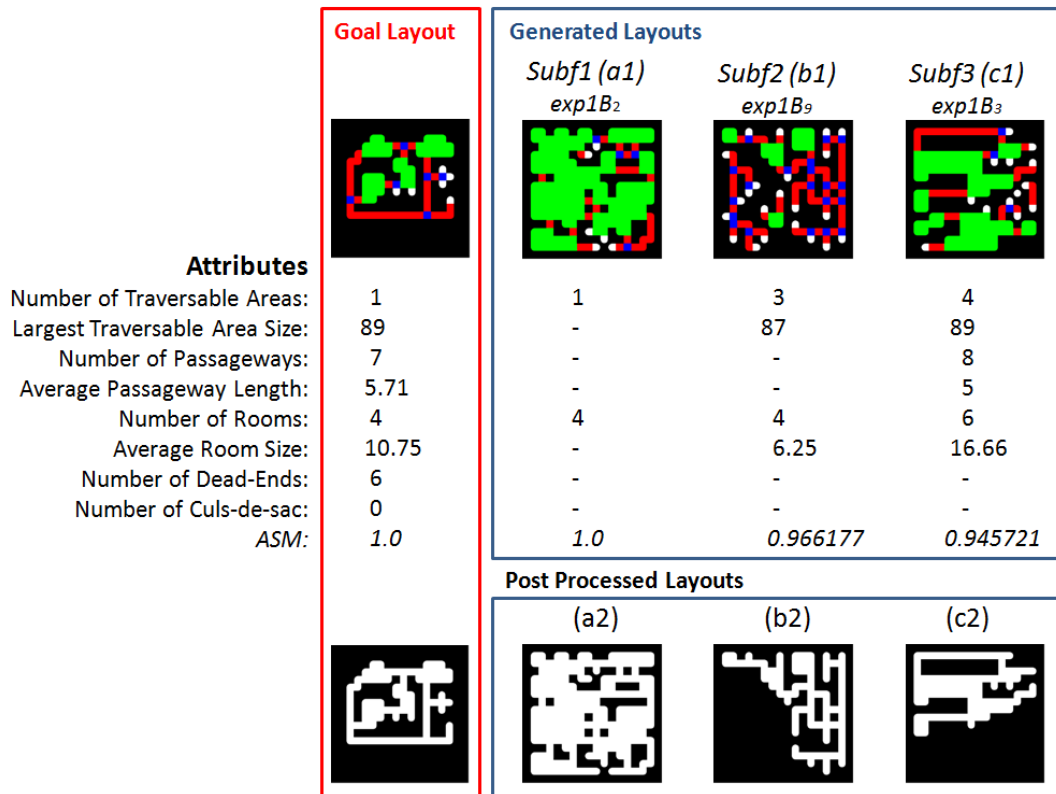 Goal Layout
Generated Layouts
Subf1 (a1) Subf2 (b1) Subf3 (c1)
exp1B2 exp1B9 exp1B3
Attributes
Number of Traversable Areas: 1 1 3 4
Largest Traversable Area Size: 89 - 87 89
Number of Passageways: 7 - - 8
Average Passageway Length: 5.71 - - 5
Number of Rooms: 4 4 4 6
Average Room Size: 10.75 - 6.25 16.66
Number of Dead-Ends: 6 - - -
Number of Culs-de-sac: 0 - - -
ASM: 1.0 1.0 0.966177 0.945721
Post Processed Layouts
(a2) (b2) (c2)